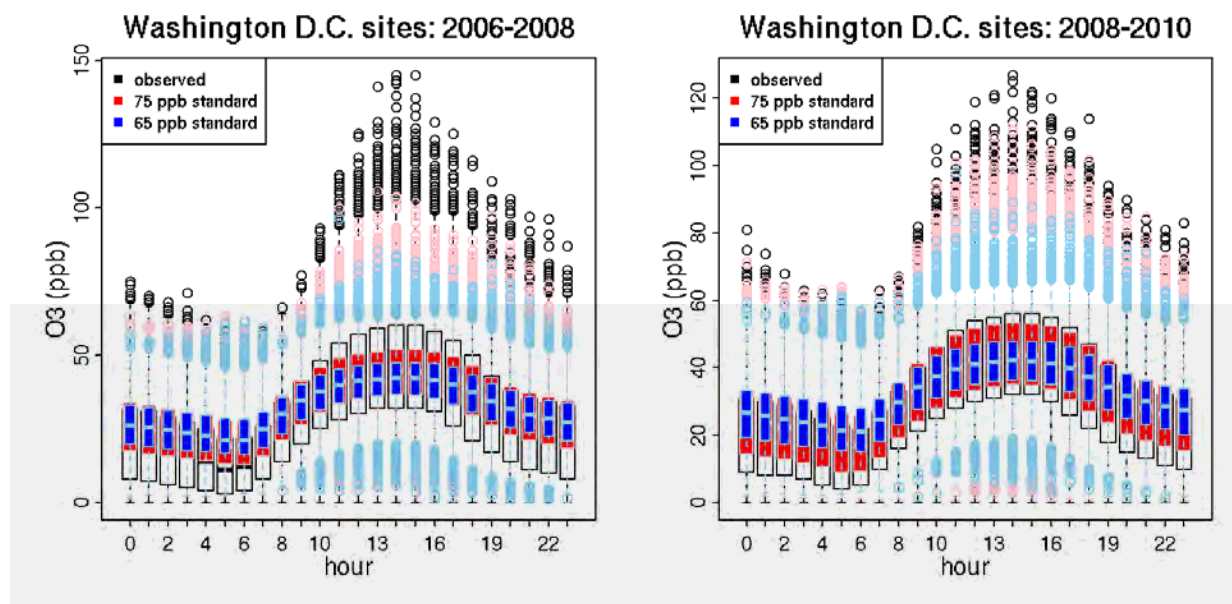 Washington D.C. sites: 2006-2008
150
100
50
0
O3 (ppb)
observed
75 ppb standard
65 ppb standard
0 2 4 6 8 10 13 16 19 22
hour
Washington D.C. sites: 2008-2010
120
100
80
60
40
20
0
O3 (ppb)
observed
75 ppb standard
65 ppb standard
0 2 4 6 8 10 13 16 19 22
hour